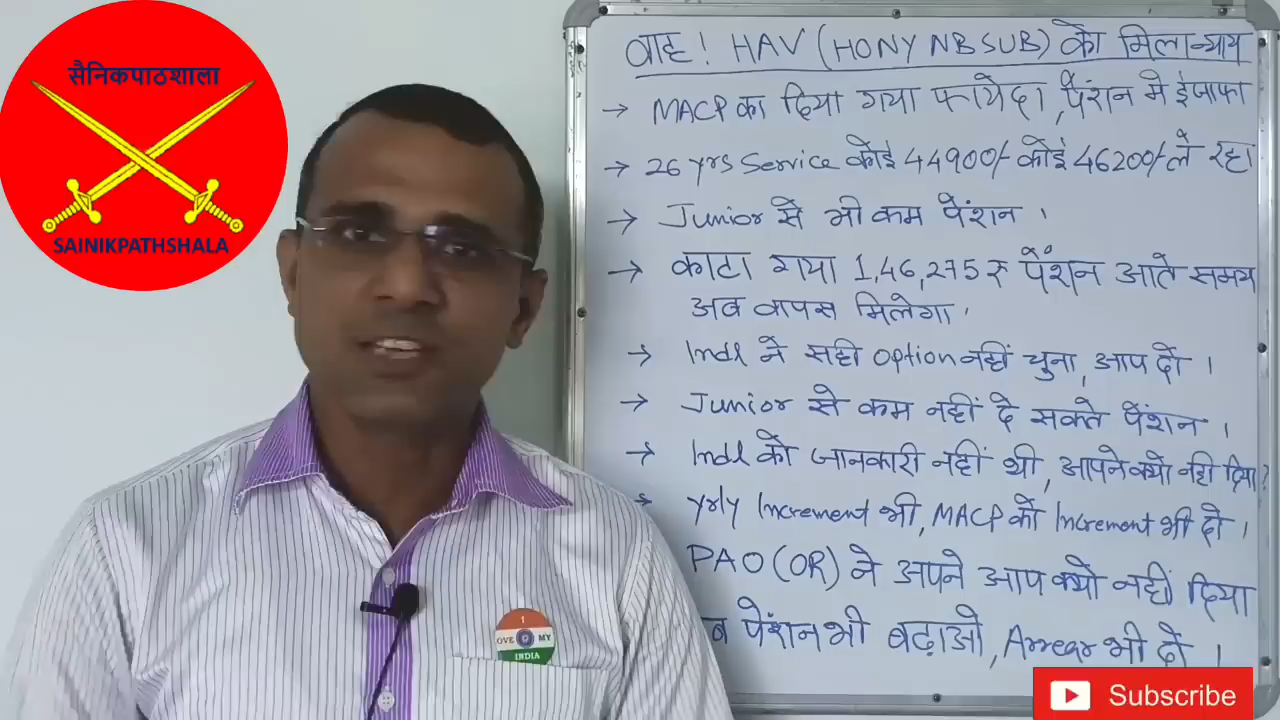 सैनिकपाठशाला
SAINIKPATHSHALA
वाह! HAV (HONY NB SUB) को मिला न्याय
→ MACP का दिया गया फायेदा, पेंशन मे ईजाफा
→ 26 yrs Service कोई 44900/- कोई 46200/- ले रहा
→ Junior से भी कम पेंशन ।
→ काटा गया 1,46,275 रु पेंशन आते समय
अब वापस मिलेगा ।
→ Indl ने सही option नहीं चुना, आप दो ।
→ Junior से कम नहीं दे सकते पेंशन ।
→ Indl को जानकारी नहीं थी, आपने क्यो नही दिया?
→ yrly Increment भी, MACP को Increment भी दो ।
PAO (OR) ने अपने आप क्यो नहीं दिया
पेंशन भी बढ़ाओ, Arrear भी दो ।
I
OVE MY
INDIA
Subscribe